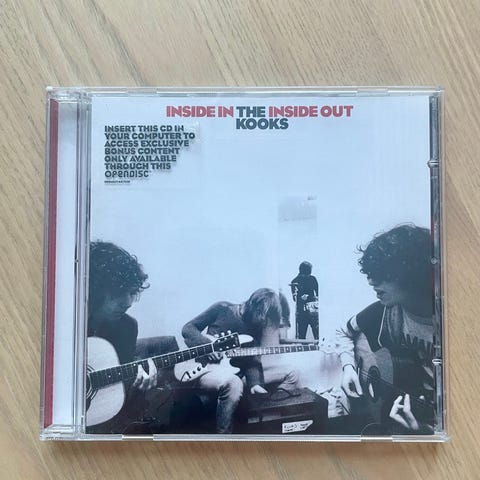 INSIDE IN THE INSIDE OUT
KOOKS
INSERT THIS CD IN
YOUR COMPUTER TO
ACCESS EXCLUSIVE
BONUS CONTENT
ONLY AVAILABLE
THROUGH THIS
OPENDISC